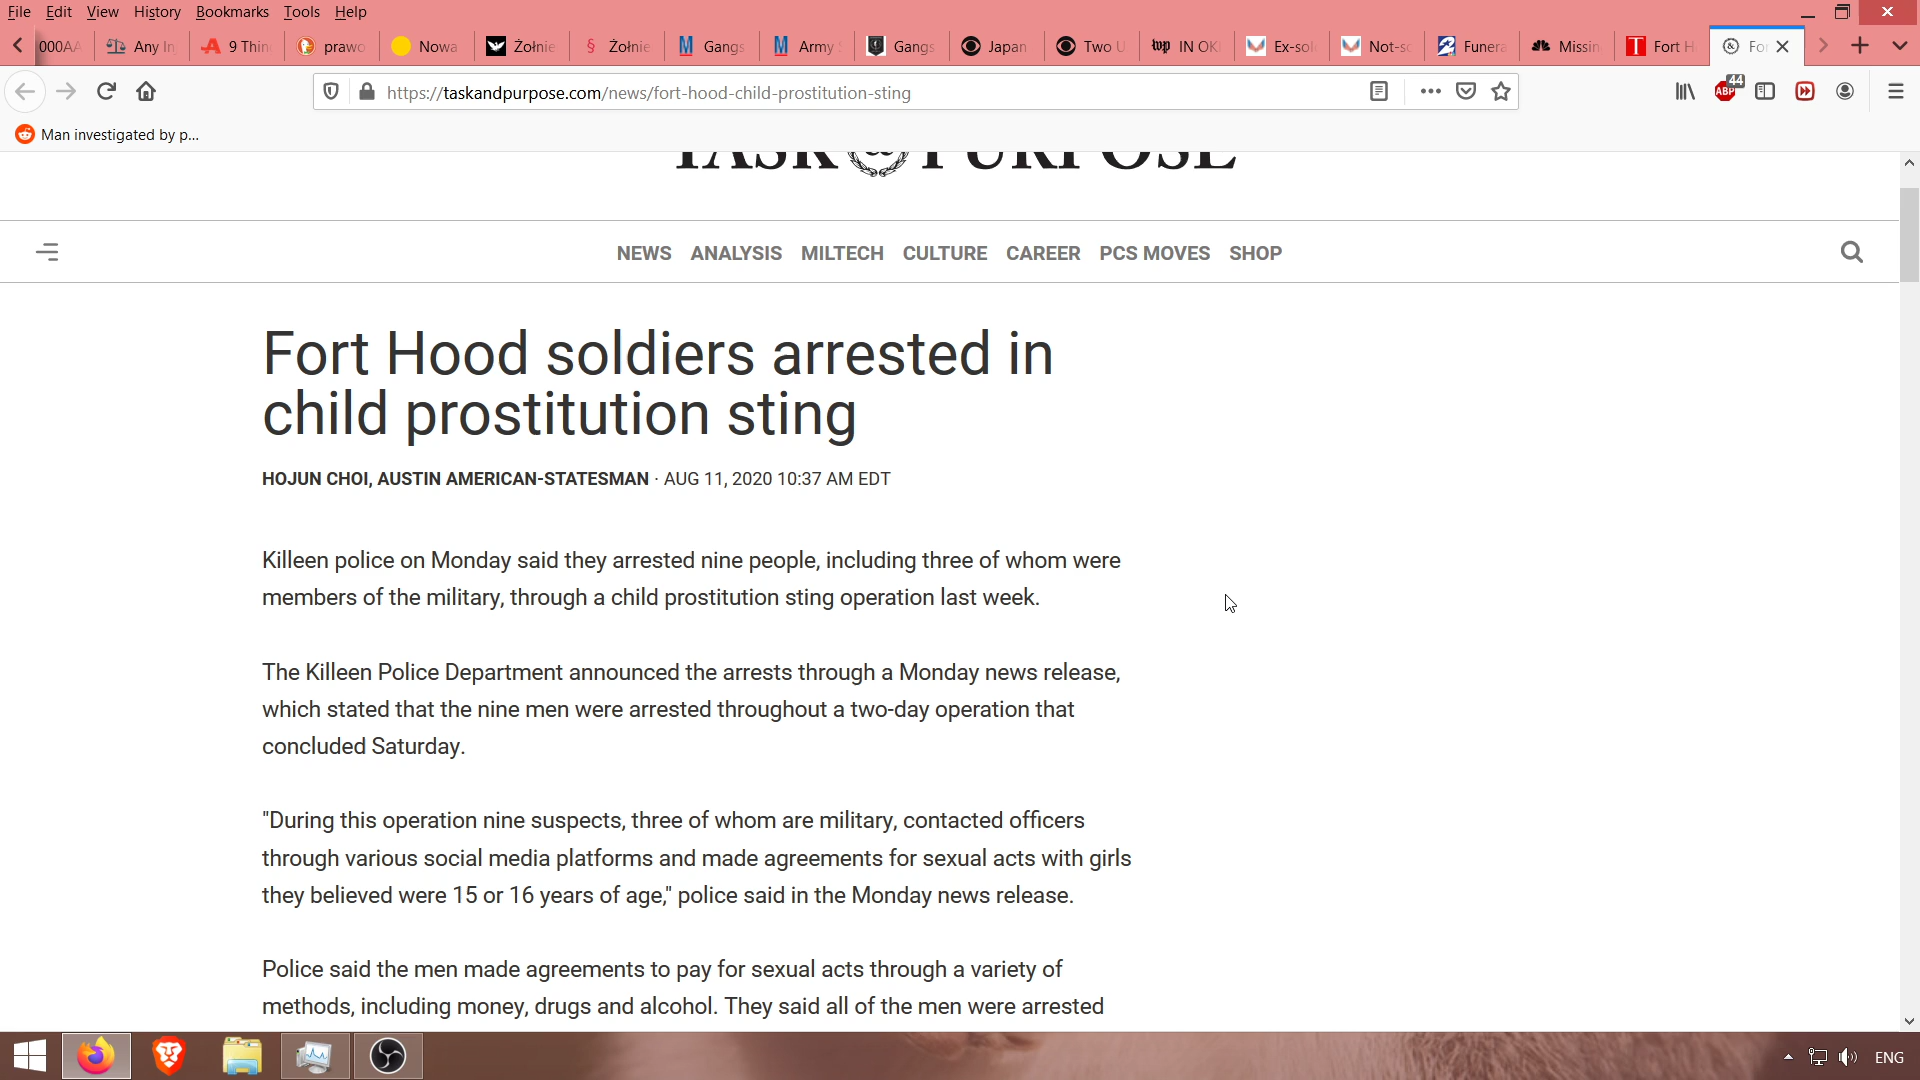 File Edit View History Bookmarks Tools Help
000AA Any In 9 Thin prawo Nowa Żołnie § Żołnie M Gangs M Army Gangs Japan Two U wp IN OK Ex-sol Not-so Funera Missin T Fort H Fo
https://taskandpurpose.com/news/fort-hood-child-prostitution-sting
ABP 44
Man investigated by p...
TASK & PURPOSE
NEWS ANALYSIS MILTECH CULTURE CAREER PCS MOVES SHOP
Fort Hood soldiers arrested in
child prostitution sting
HOJUN CHOI, AUSTIN AMERICAN-STATESMAN · AUG 11, 2020 10:37 AM EDT
Killeen police on Monday said they arrested nine people, including three of whom were
members of the military, through a child prostitution sting operation last week.
The Killeen Police Department announced the arrests through a Monday news release,
which stated that the nine men were arrested throughout a two-day operation that
concluded Saturday.
"During this operation nine suspects, three of whom are military, contacted officers
through various social media platforms and made agreements for sexual acts with girls
they believed were 15 or 16 years of age," police said in the Monday news release.
Police said the men made agreements to pay for sexual acts through a variety of
methods, including money, drugs and alcohol. They said all of the men were arrested
ENG